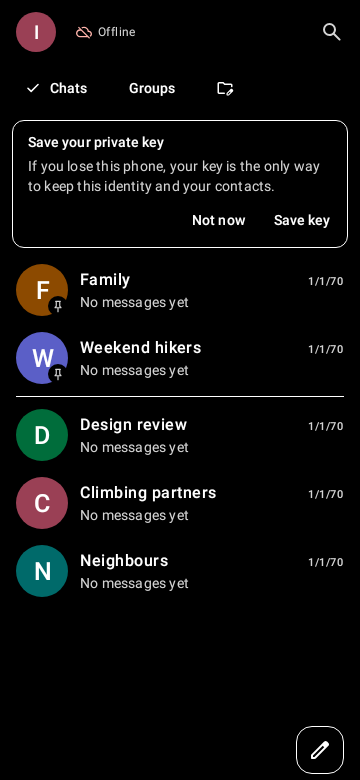 I
Offline
Chats
Groups
Save your private key
If you lose this phone, your key is the only way
to keep this identity and your contacts.
Not now
Save key
F
Family
1/1/70
No messages yet
W
Weekend hikers
1/1/70
No messages yet
D
Design review
1/1/70
No messages yet
C
Climbing partners
1/1/70
No messages yet
N
Neighbours
1/1/70
No messages yet